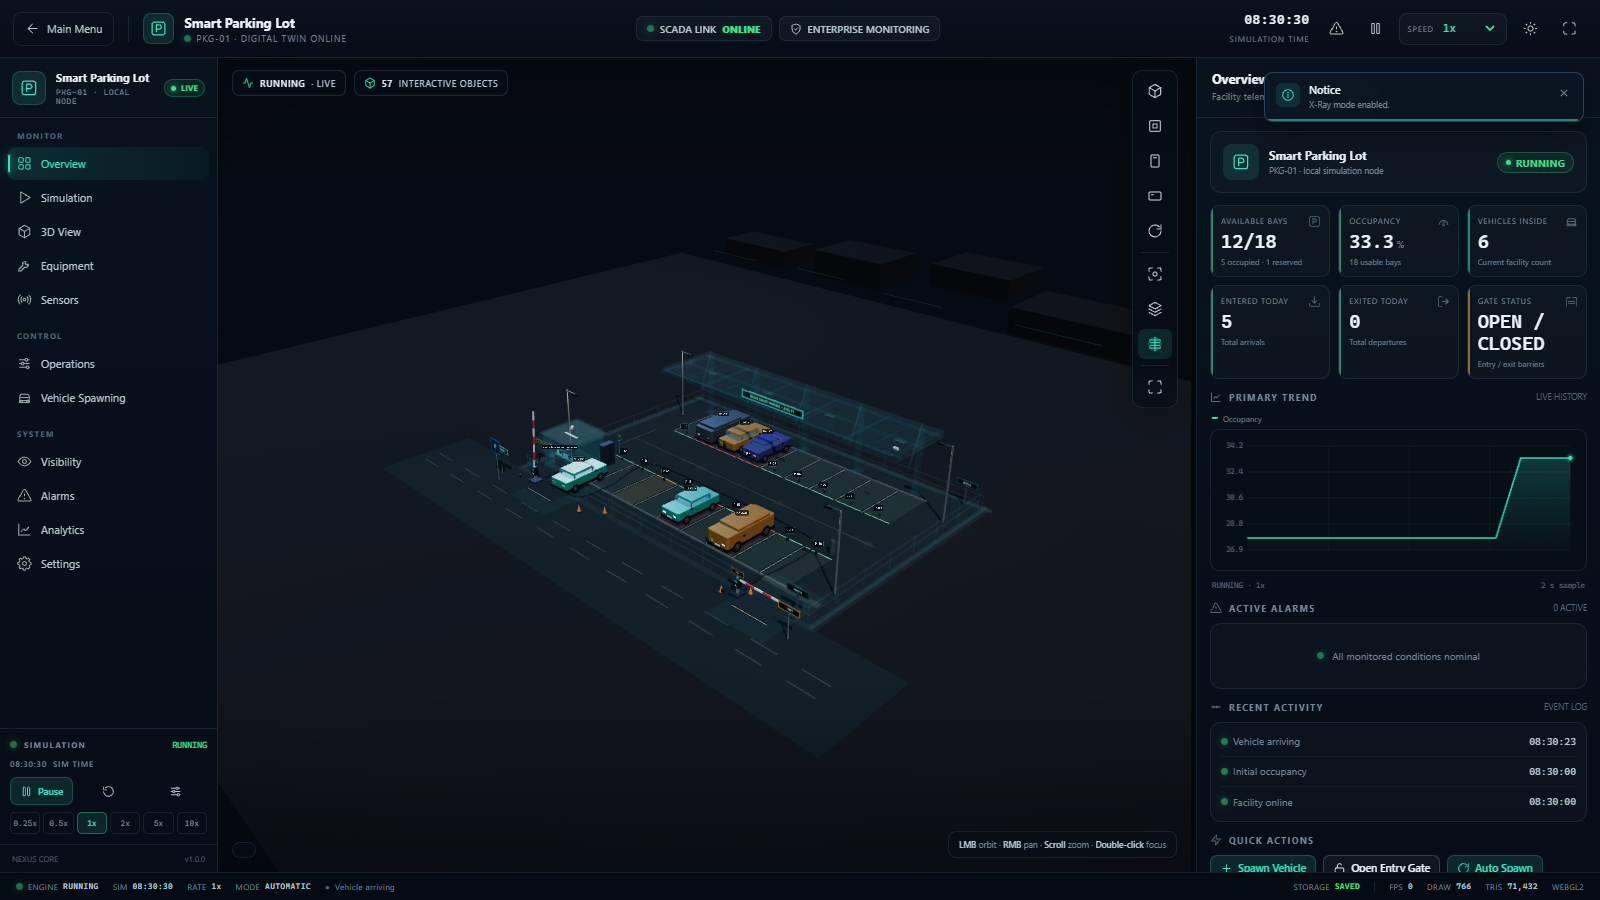 Main Menu
Smart Parking Lot
PKG-01 · DIGITAL TWIN ONLINE
SCADA LINK ONLINE
ENTERPRISE MONITORING
08:30:30
SIMULATION TIME
SPEED 1x
Smart Parking Lot
PKG-01 · LOCAL NODE
LIVE
MONITOR
Overview
Simulation
3D View
Equipment
Sensors
CONTROL
Operations
Vehicle Spawning
SYSTEM
Visibility
Alarms
Analytics
Settings
SIMULATION RUNNING
08:30:30 SIM TIME
Pause
0.25x 0.5x 1x 2x 5x 10x
NEXUS CORE v1.0.0
RUNNING - LIVE
57 INTERACTIVE OBJECTS
LMB orbit · RMB pan · Scroll zoom · Double-click focus
Overview
Facility telem
Notice
X-Ray mode enabled.
Smart Parking Lot
PKG-01 · local simulation node
RUNNING
AVAILABLE BAYS
12/18
5 occupied · 1 reserved
OCCUPANCY
33.3 %
18 usable bays
VEHICLES INSIDE
6
Current facility count
ENTERED TODAY
5
Total arrivals
EXITED TODAY
0
Total departures
GATE STATUS
OPEN / CLOSED
Entry / exit barriers
PRIMARY TREND LIVE HISTORY
Occupancy
34.2
32.4
30.6
28.8
26.9
RUNNING · 1x 2 s sample
ACTIVE ALARMS 0 ACTIVE
All monitored conditions nominal
RECENT ACTIVITY EVENT LOG
Vehicle arriving 08:30:23
Initial occupancy 08:30:00
Facility online 08:30:00
QUICK ACTIONS
Spawn Vehicle
Open Entry Gate
Auto Spawn
ENGINE RUNNING SIM 08:30:30 RATE 1x MODE AUTOMATIC • Vehicle arriving
STORAGE SAVED FPS 0 DRAW 766 TRIS 71,432 WEBGL2